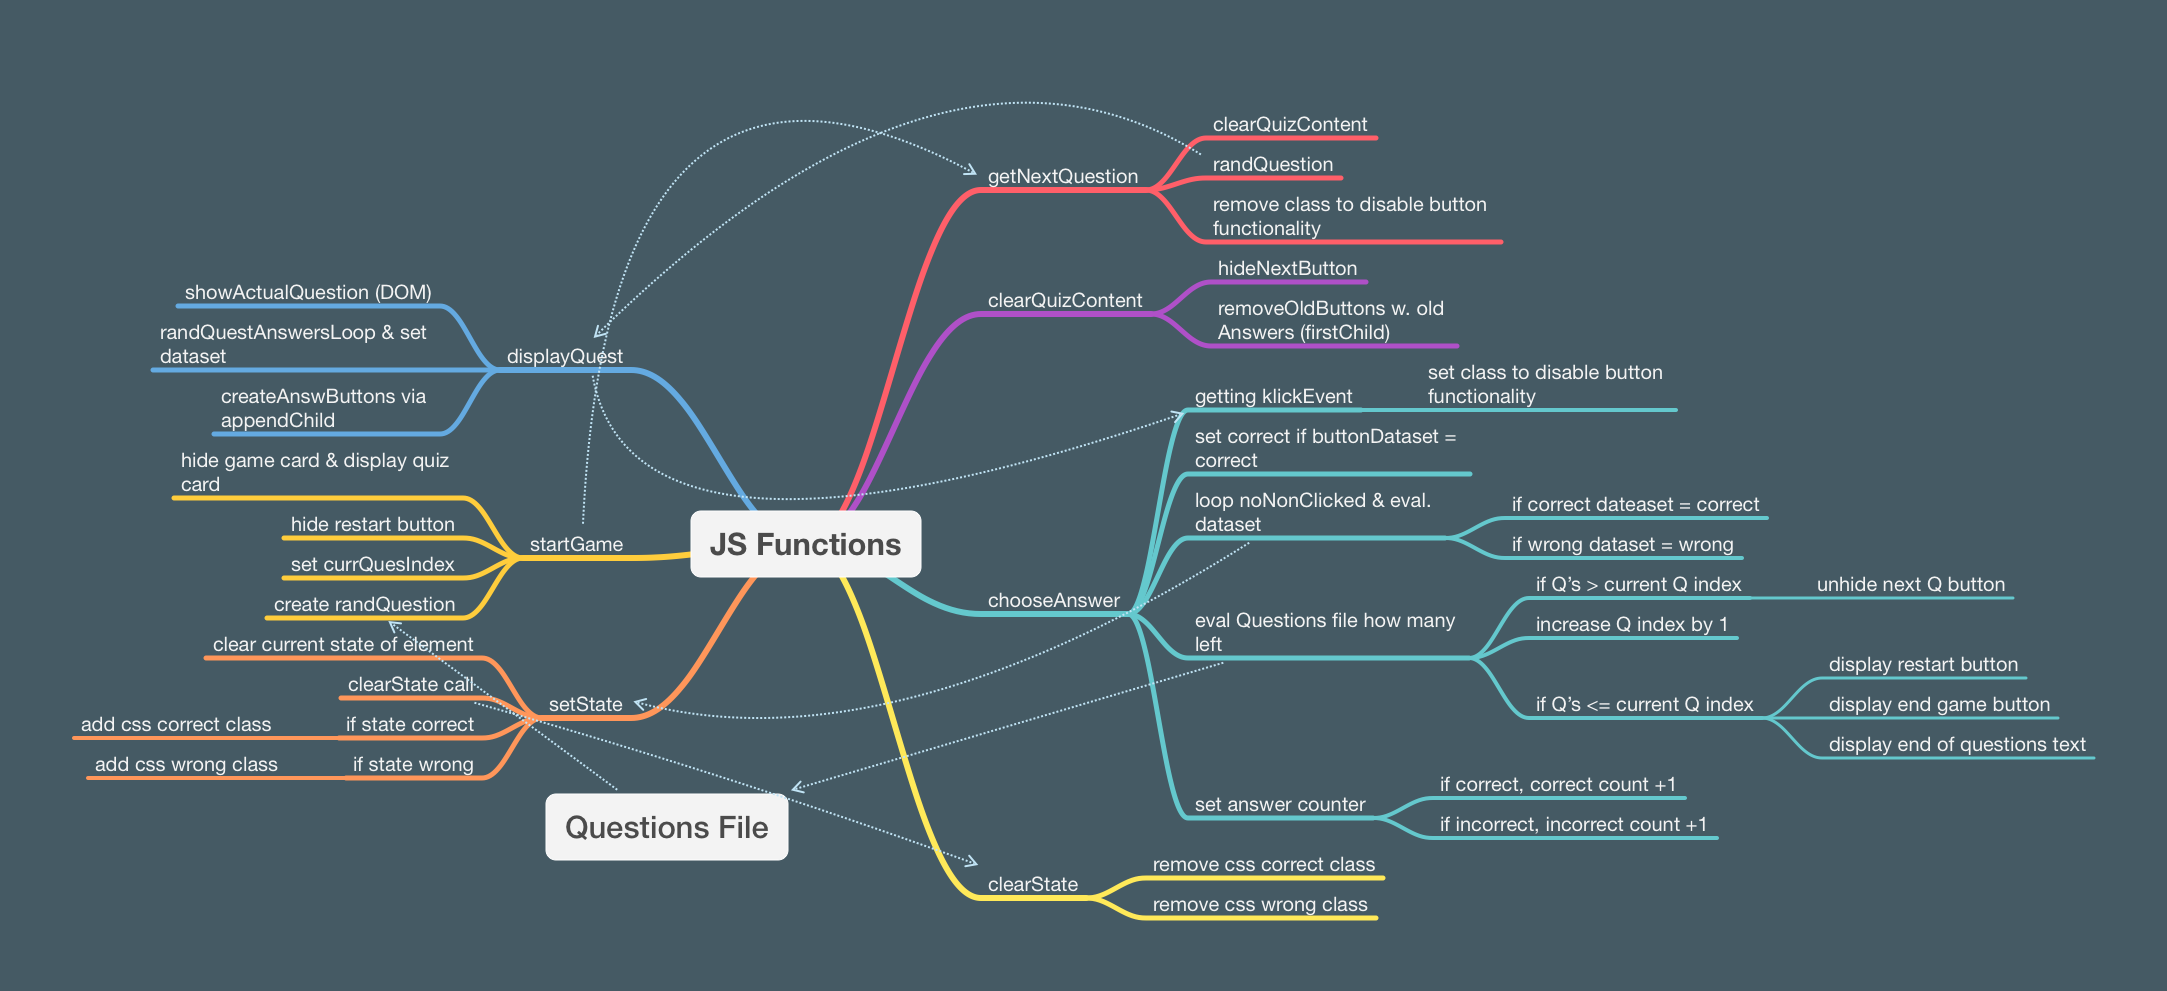 clearQuizContent
randQuestion
getNextQuestion
remove class to disable button
functionality
hideNextButton
clearQuizContent
removeOldButtons w. old
Answers (firstChild)
showActualQuestion (DOM)
randQuestAnswersLoop & set
dataset
displayQuest
createAnswButtons via
appendChild
hide game card & display quiz
card
hide restart button
startGame
set currQuesIndex
create randQuestion
JS Functions
clear current state of element
clearState call
setState
add css correct class
if state correct
add css wrong class
if state wrong
Questions File
chooseAnswer
getting klickEvent
set class to disable button
functionality
set correct if buttonDataset =
correct
loop noNonClicked & eval.
dataset
if correct dateaset = correct
if wrong dataset = wrong
eval Questions file how many
left
if Q’s > current Q index
unhide next Q button
increase Q index by 1
if Q’s <= current Q index
display restart button
display end game button
display end of questions text
set answer counter
if correct, correct count +1
if incorrect, incorrect count +1
clearState
remove css correct class
remove css wrong class